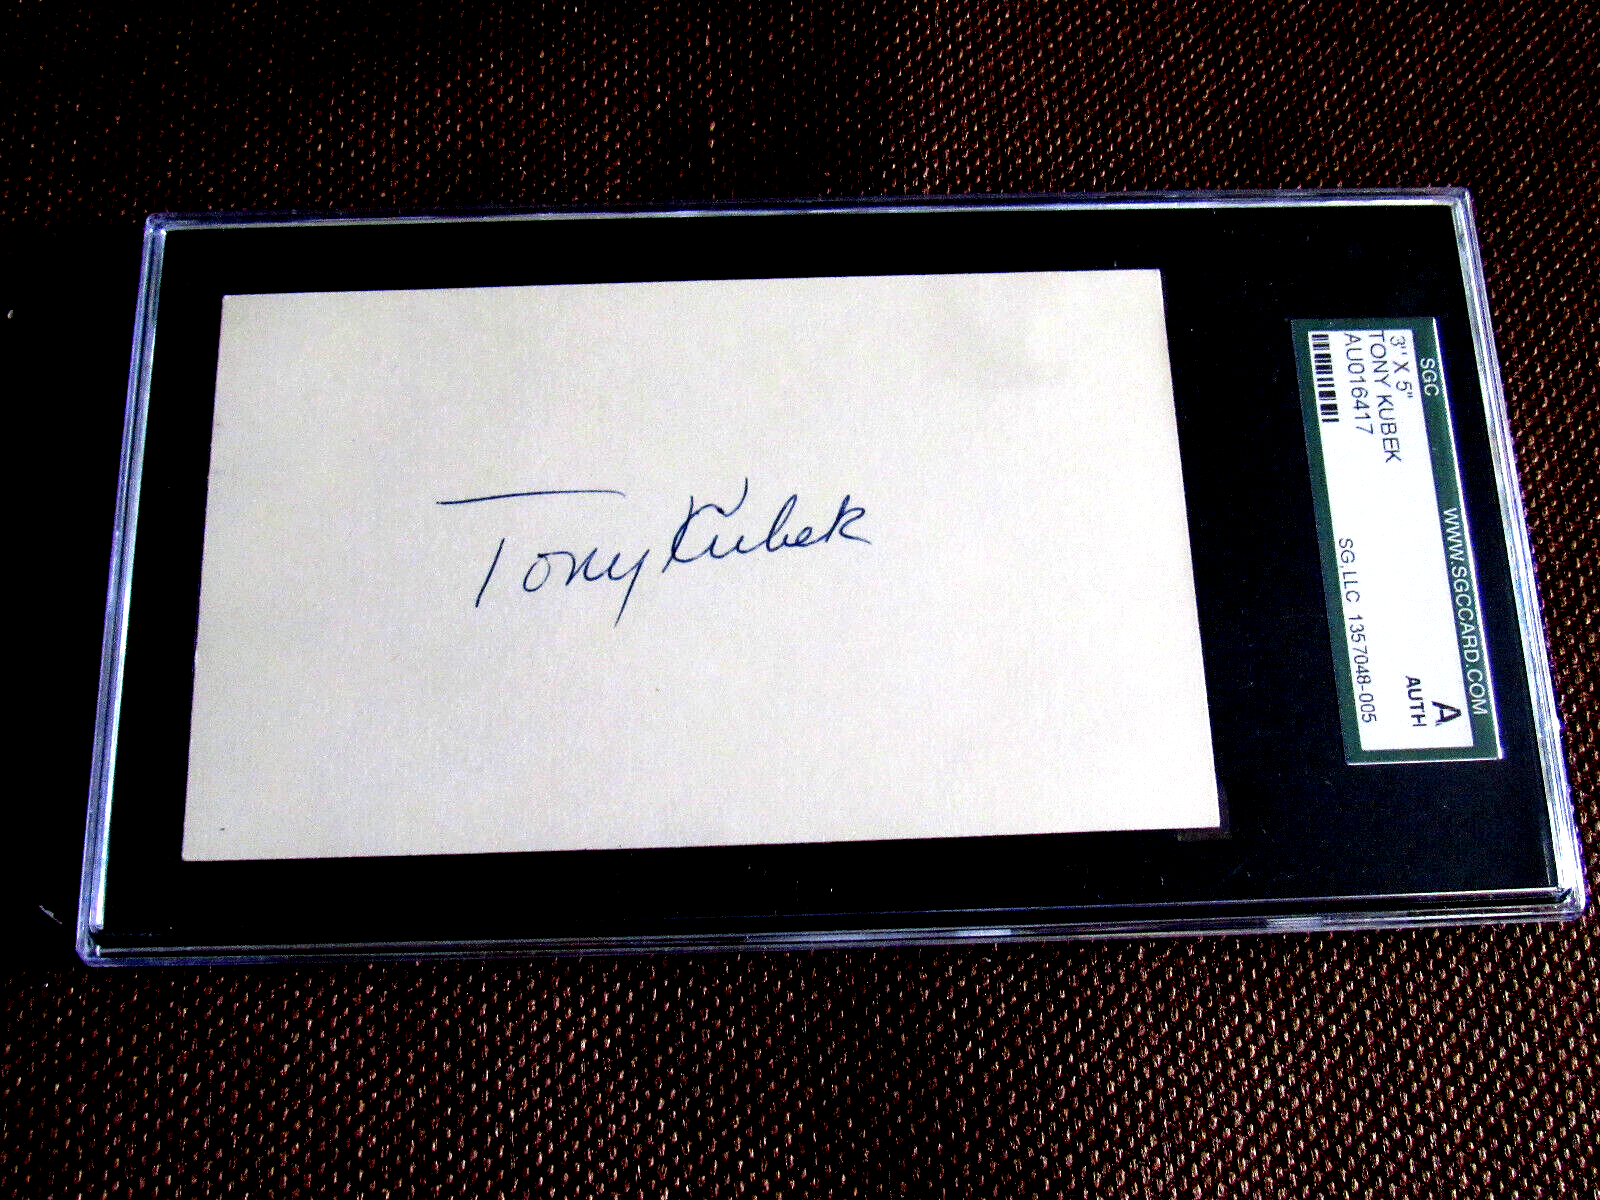 Tony Kubek
SGC WWW.SGCCARD.COM
3" X 5" A
TONY KUBEK AUTH
AU016417
SG,LLC 1357048-005